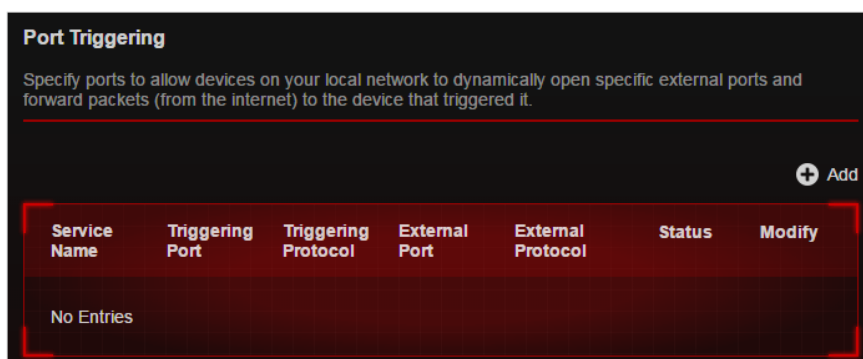 Port Triggering
Specify ports to allow devices on your local network to dynamically open specific external ports and
forward packets (from the internet) to the device that triggered it.
Add
Service Name Triggering Port Triggering Protocol External Port External Protocol Status Modify
No Entries